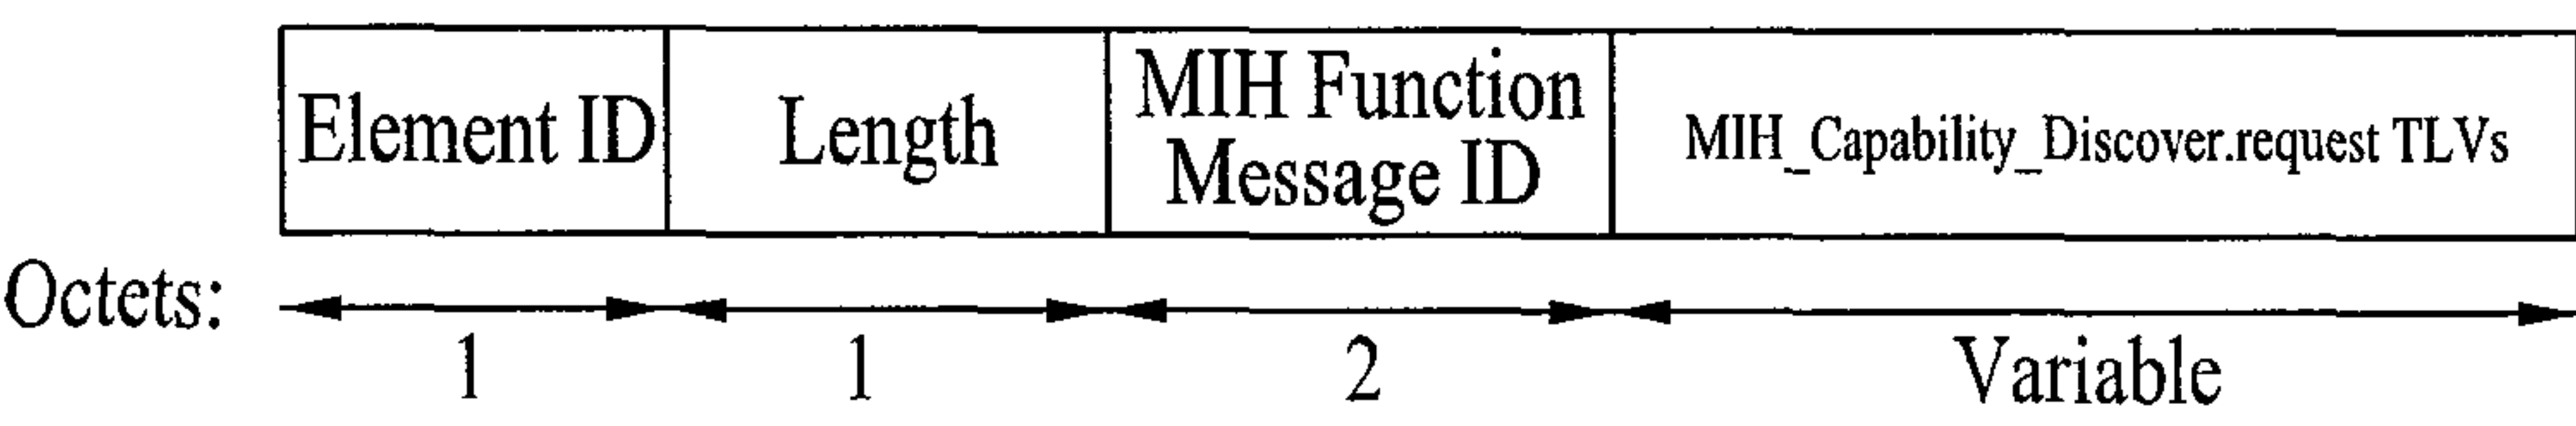 Element ID
Length
MIH Function
Message ID
MIH_Capability_Discover.request TLVs
Octets:
1
1
2
Variable